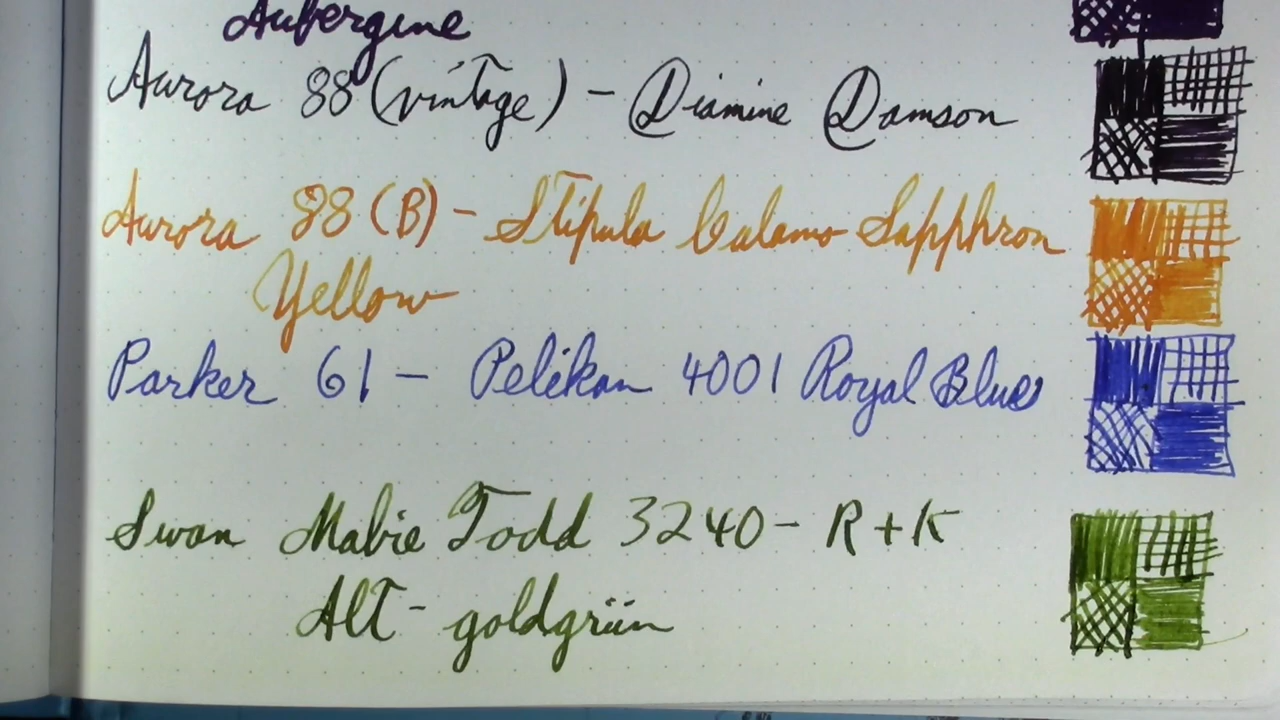 Aubergine
Aurora 88 (vintage) - Diamine Damson
Aurora 88 (B) - Stipula Calamo Sapphron
Yellow
Parker 61 - Pelikan 4001 Royal Blue
Swan Mabie Todd 3240 - R + K
Alt-goldgrün